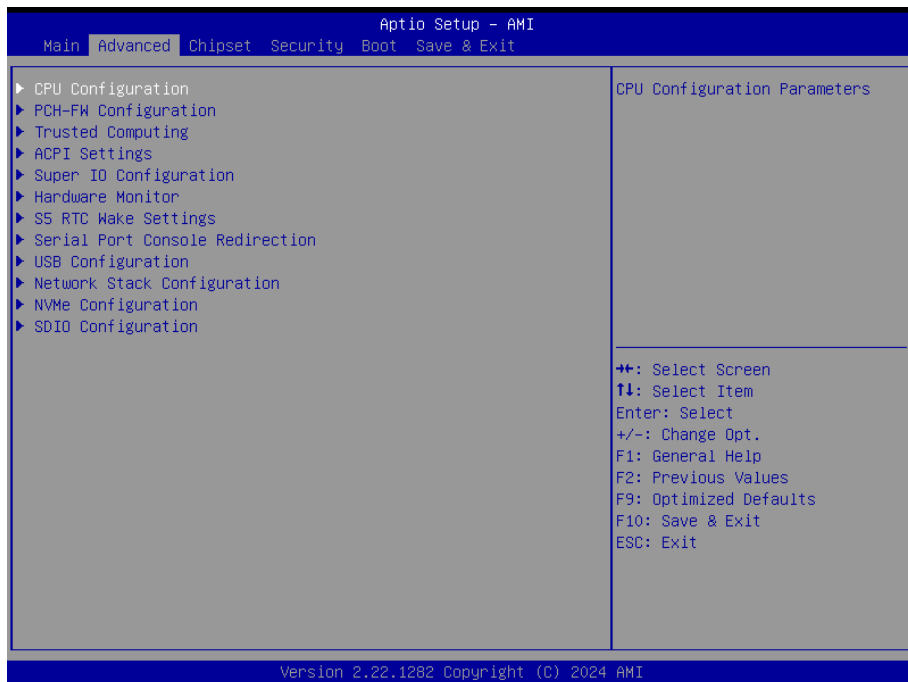 Aptio Setup - AMI
Main Advanced Chipset Security Boot Save & Exit
▶ CPU Configuration
▶ PCH-FW Configuration
▶ Trusted Computing
▶ ACPI Settings
▶ Super IO Configuration
▶ Hardware Monitor
▶ S5 RTC Wake Settings
▶ Serial Port Console Redirection
▶ USB Configuration
▶ Network Stack Configuration
▶ NVMe Configuration
▶ SDIO Configuration
CPU Configuration Parameters
→←: Select Screen
↑↓: Select Item
Enter: Select
+/-: Change Opt.
F1: General Help
F2: Previous Values
F9: Optimized Defaults
F10: Save & Exit
ESC: Exit
Version 2.22.1282 Copyright (C) 2024 AMI